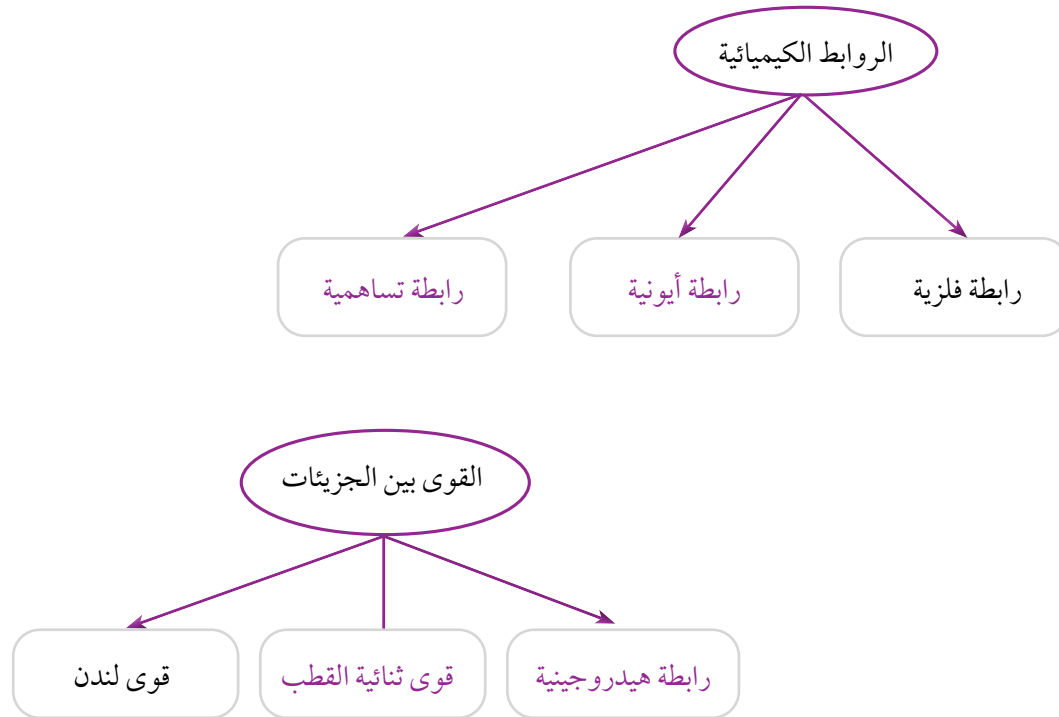 الروابط الكيميائية
رابطة فلزية
رابطة أيونية
رابطة تساهمية
القوى بين الجزيئات
رابطة هيدروجينية
قوى ثنائية القطب
قوى لندن